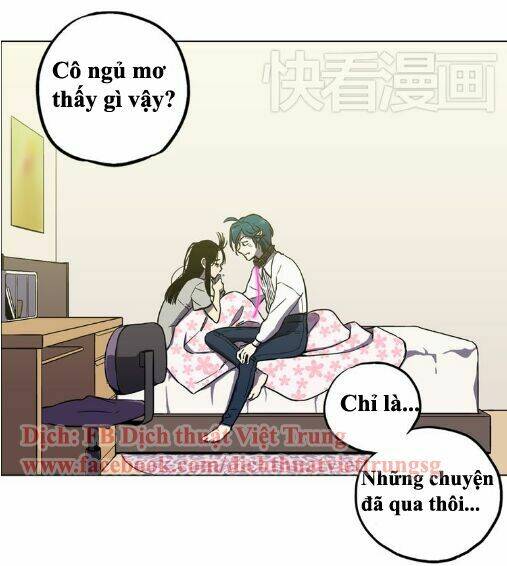 快看漫画
Cô ngủ mơ
thấy gì vậy?
Chỉ là...
Dịch: FB Dịch thuật Việt Trung
www.facebook.com/dichthuatviettrungsg
Những chuyện
đã qua thôi...